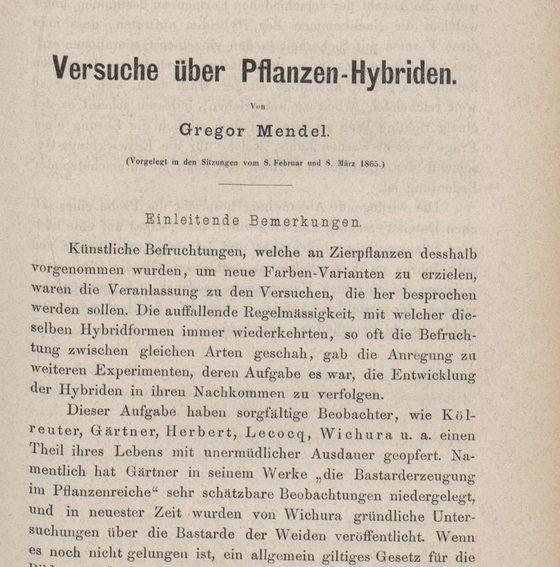 Versuche über Pflanzen-Hybriden.
Von
Gregor Mendel.
(Vorgelegt in den Sitzungen vom 8. Februar und 8. März 1865.)
Einleitende Bemerkungen.
Künstliche Befruchtungen, welche an Zierpflanzen desshalb
vorgenommen wurden, um neue Farben-Varianten zu erzielen,
waren die Veranlassung zu den Versuchen, die her besprochen
werden sollen. Die auffallende Regelmässigkeit, mit welcher die-
selben Hybridformen immer wiederkehrten, so oft die Befruch-
tung zwischen gleichen Arten geschah, gab die Anregung zu
weiteren Experimenten, deren Aufgabe es war, die Entwicklung
der Hybriden in ihren Nachkommen zu verfolgen.
Dieser Aufgabe haben sorgfältige Beobachter, wie Köl-
reuter, Gärtner, Herbert, Lecocq, Wichura u. a. einen
Theil ihres Lebens mit unermüdlicher Ausdauer geopfert. Na-
mentlich hat Gärtner in seinem Werke „die Bastarderzeugung
im Pflanzenreiche“ sehr schätzbare Beobachtungen niedergelegt,
und in neuester Zeit wurden von Wichura gründliche Unter-
suchungen über die Bastarde der Weiden veröffentlicht. Wenn
es noch nicht gelungen ist, ein allgemein giltiges Gesetz für die